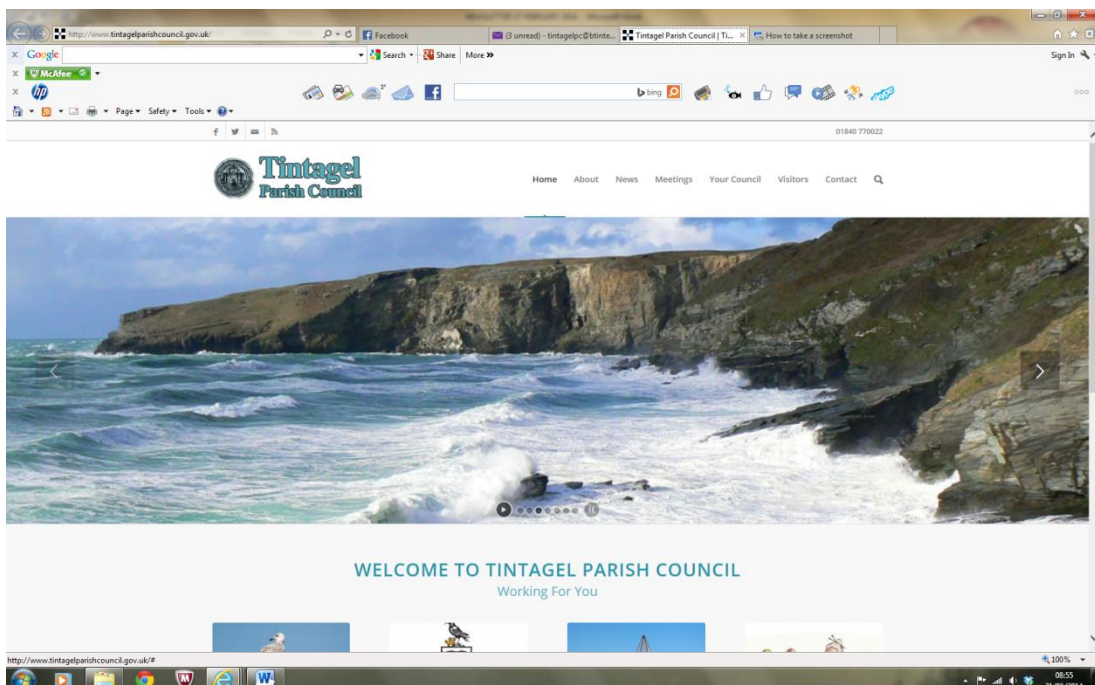 http://www.tintagelparishcouncil.gov.uk/
Facebook
(3 unread) - tintagelpc@btinte...
Tintagel Parish Council | Ti...
How to take a screenshot
x Google
Search
Share
More »
Sign In
x McAfee
x hp
bing
Page
Safety
Tools
01840 770022
Tintagel
Parish Council
Home
About
News
Meetings
Your Council
Visitors
Contact
WELCOME TO TINTAGEL PARISH COUNCIL
Working For You
http://www.tintagelparishcouncil.gov.uk/#
100%
08:55